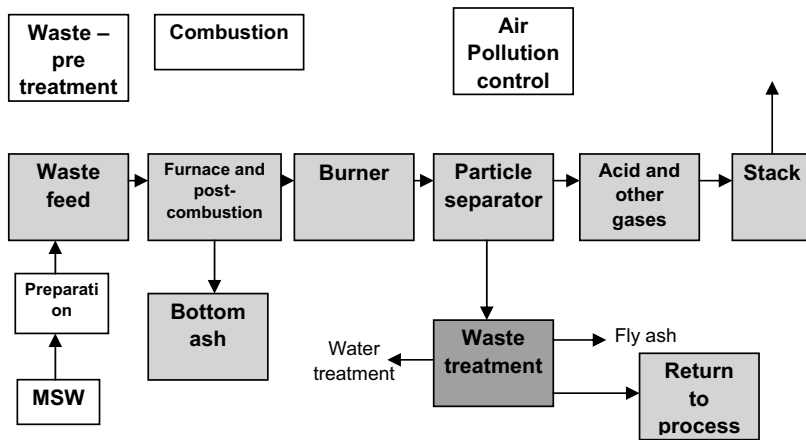 Waste –
pre
treatment
Combustion
Air
Pollution
control
Waste
feed
Furnace and
post-
combustion
Burner
Particle
separator
Acid and
other
gases
Stack
Preparati
on
Bottom
ash
MSW
Water
treatment
Waste
treatment
Fly ash
Return
to
process